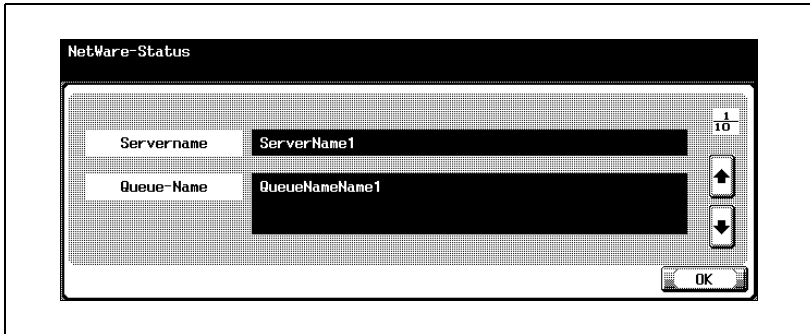 NetWare-Status
1
10
Servername ServerName1
Queue-Name QueueNameName1
OK